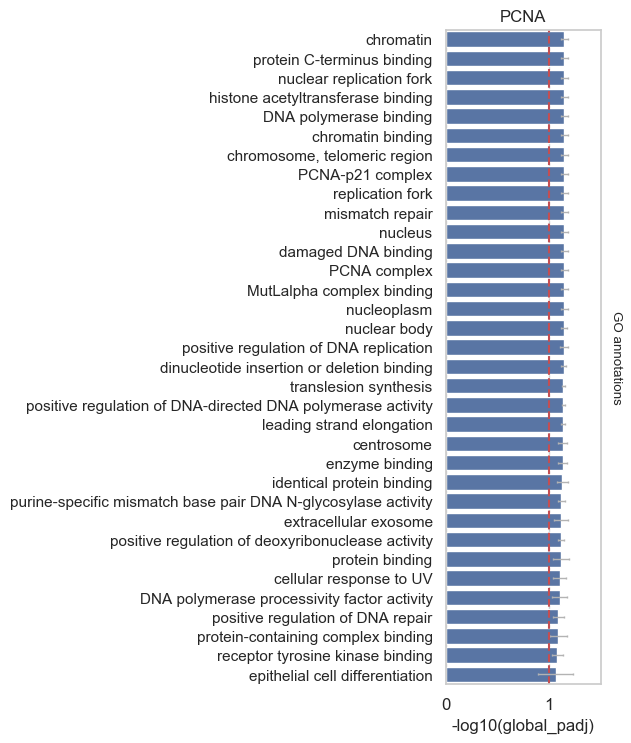 PCNA
chromatin
protein C-terminus binding
nuclear replication fork
histone acetyltransferase binding
DNA polymerase binding
chromatin binding
chromosome, telomeric region
PCNA-p21 complex
replication fork
mismatch repair
nucleus
damaged DNA binding
PCNA complex
MutLalpha complex binding
nucleoplasm
nuclear body
positive regulation of DNA replication
dinucleotide insertion or deletion binding
translesion synthesis
positive regulation of DNA-directed DNA polymerase activity
leading strand elongation
centrosome
enzyme binding
identical protein binding
purine-specific mismatch base pair DNA N-glycosylase activity
extracellular exosome
positive regulation of deoxyribonuclease activity
protein binding
cellular response to UV
DNA polymerase processivity factor activity
positive regulation of DNA repair
protein-containing complex binding
receptor tyrosine kinase binding
epithelial cell differentiation
GO annotations
0 1
-log10(global_padj)